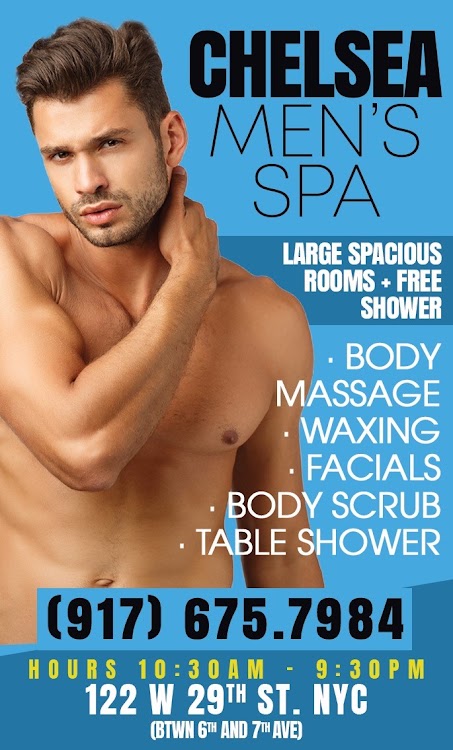 CHELSEA
MEN'S
SPA
LARGE SPACIOUS
ROOMS + FREE
SHOWER
· BODY
MASSAGE
· WAXING
· FACIALS
· BODY SCRUB
· TABLE SHOWER
(917) 675.7984
HOURS 10:30AM - 9:30PM
122 W 29TH ST. NYC
(BTWN 6TH AND 7TH AVE)